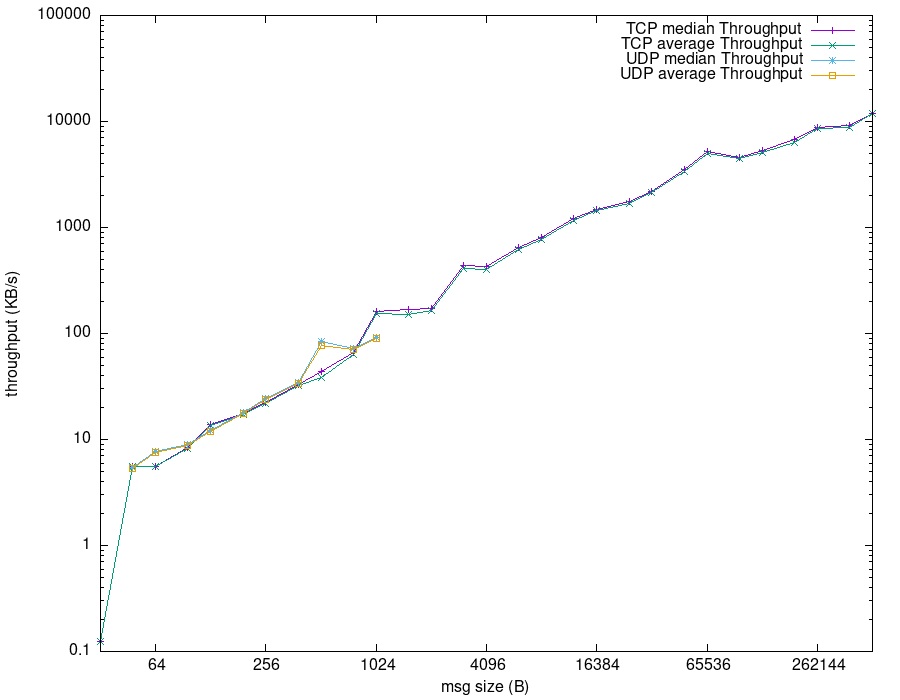 100000
10000
1000
100
10
1
0.1
throughput (KB/s)
TCP median Throughput
TCP average Throughput
UDP median Throughput
UDP average Throughput
64 256 1024 4096 16384 65536 262144
msg size (B)